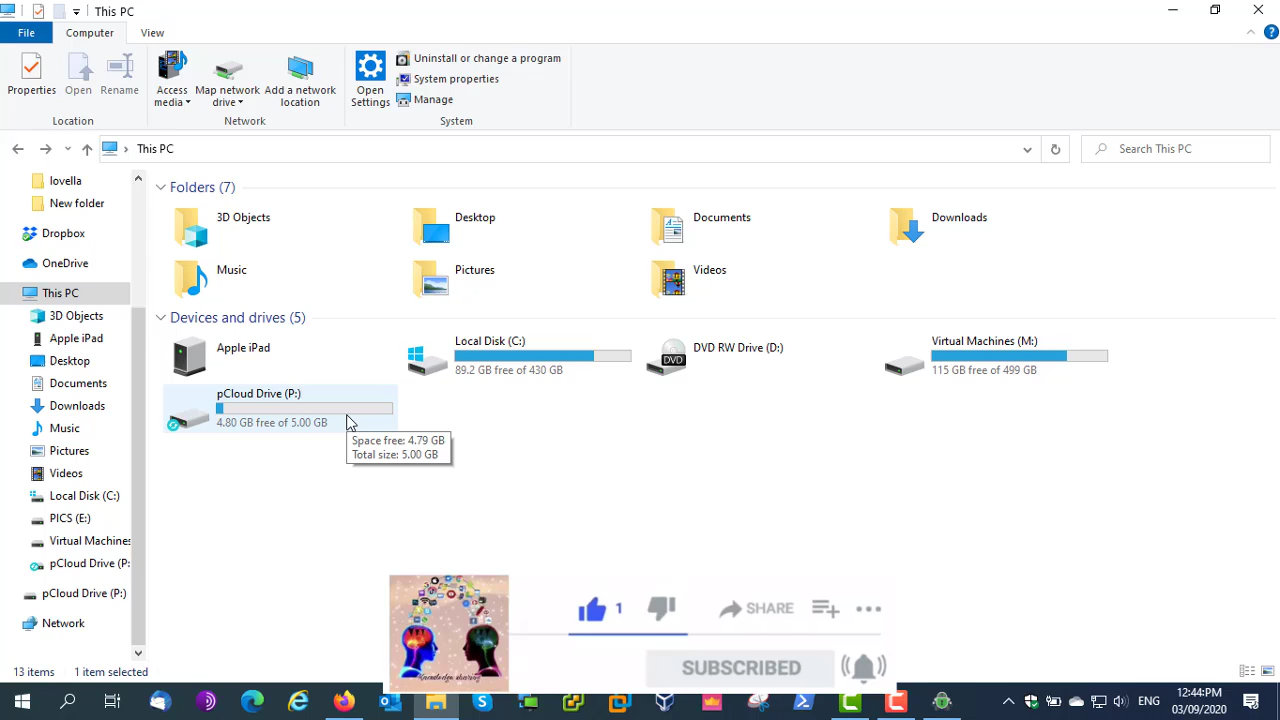 This PC
File
Computer
View
Properties
Open
Rename
Access media
Map network drive
Add a network location
Open Settings
Uninstall or change a program
System properties
Manage
Location
Network
System
This PC
Search This PC
lovella
New folder
Dropbox
OneDrive
This PC
3D Objects
Apple iPad
Desktop
Documents
Downloads
Music
Pictures
Videos
Local Disk (C:)
PICS (E:)
Virtual Machines
pCloud Drive (P:
pCloud Drive (P:)
Network
Folders (7)
3D Objects
Desktop
Documents
Downloads
Music
Pictures
Videos
Devices and drives (5)
Apple iPad
Local Disk (C:)
89.2 GB free of 430 GB
DVD RW Drive (D:)
DVD
Virtual Machines (M:)
115 GB free of 499 GB
pCloud Drive (P:)
4.80 GB free of 5.00 GB
Space free: 4.79 GB
Total size: 5.00 GB
1
SHARE
SUBSCRIBED
Knowledge sharing
13 items
1 item selected
ENG
12:44:PM
03/09/2020